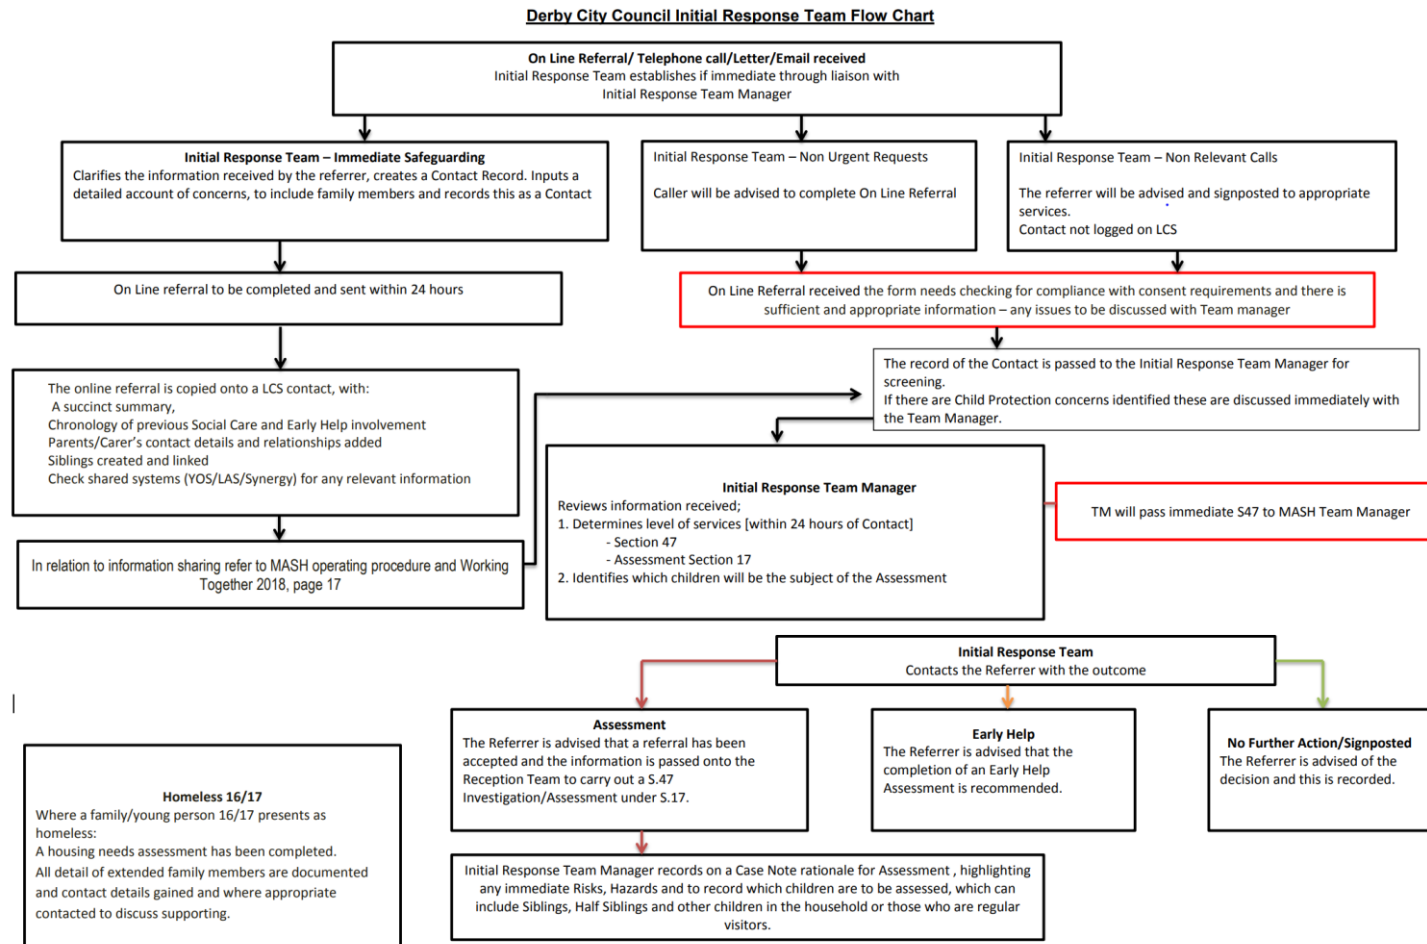 Derby City Council Initial Response Team Flow Chart
On Line Referral/ Telephone call/Letter/Email received
Initial Response Team establishes if immediate through liaison with
Initial Response Team Manager
Initial Response Team – Immediate Safeguarding
Clarifies the information received by the referrer, creates a Contact Record. Inputs a
detailed account of concerns, to include family members and records this as a Contact
Initial Response Team – Non Urgent Requests
Caller will be advised to complete On Line Referral
Initial Response Team – Non Relevant Calls
The referrer will be advised and signposted to appropriate
services.
Contact not logged on LCS
On Line referral to be completed and sent within 24 hours
On Line Referral received the form needs checking for compliance with consent requirements and there is
sufficient and appropriate information – any issues to be discussed with Team manager
The online referral is copied onto a LCS contact, with:
A succinct summary,
Chronology of previous Social Care and Early Help involvement
Parents/Carer's contact details and relationships added
Siblings created and linked
Check shared systems (YOS/LAS/Synergy) for any relevant information
The record of the Contact is passed to the Initial Response Team Manager for
screening.
If there are Child Protection concerns identified these are discussed immediately with
the Team Manager.
In relation to information sharing refer to MASH operating procedure and Working
Together 2018, page 17
Initial Response Team Manager
Reviews information received;
1. Determines level of services [within 24 hours of Contact]
- Section 47
- Assessment Section 17
2. Identifies which children will be the subject of the Assessment
TM will pass immediate S47 to MASH Team Manager
Initial Response Team
Contacts the Referrer with the outcome
Assessment
The Referrer is advised that a referral has been
accepted and the information is passed onto the
Reception Team to carry out a S.47
Investigation/Assessment under S.17.
Early Help
The Referrer is advised that the
completion of an Early Help
Assessment is recommended.
No Further Action/Signposted
The Referrer is advised of the
decision and this is recorded.
Homeless 16/17
Where a family/young person 16/17 presents as
homeless:
A housing needs assessment has been completed.
All detail of extended family members are documented
and contact details gained and where appropriate
contacted to discuss supporting.
Initial Response Team Manager records on a Case Note rationale for Assessment , highlighting
any immediate Risks, Hazards and to record which children are to be assessed, which can
include Siblings, Half Siblings and other children in the household or those who are regular
visitors.